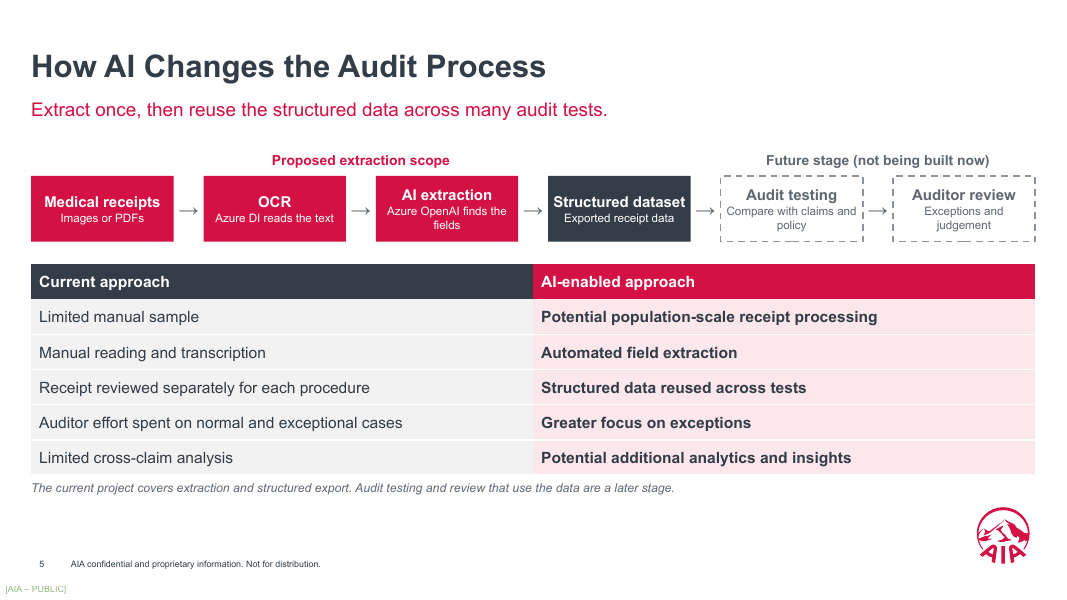 How AI Changes the Audit Process
Extract once, then reuse the structured data across many audit tests.
Proposed extraction scope
Future stage (not being built now)
Medical receipts
Images or PDFs
→
OCR
Azure DI reads the text
→
AI extraction
Azure OpenAI finds the
fields
→
Structured dataset
Exported receipt data
→
Audit testing
Compare with claims and
policy
→
Auditor review
Exceptions and
judgement
Current approach
AI-enabled approach
Limited manual sample
Potential population-scale receipt processing
Manual reading and transcription
Automated field extraction
Receipt reviewed separately for each procedure
Structured data reused across tests
Auditor effort spent on normal and exceptional cases
Greater focus on exceptions
Limited cross-claim analysis
Potential additional analytics and insights
The current project covers extraction and structured export. Audit testing and review that use the data are a later stage.
AIA
5
AIA confidential and proprietary information. Not for distribution.
[AIA – PUBLIC]